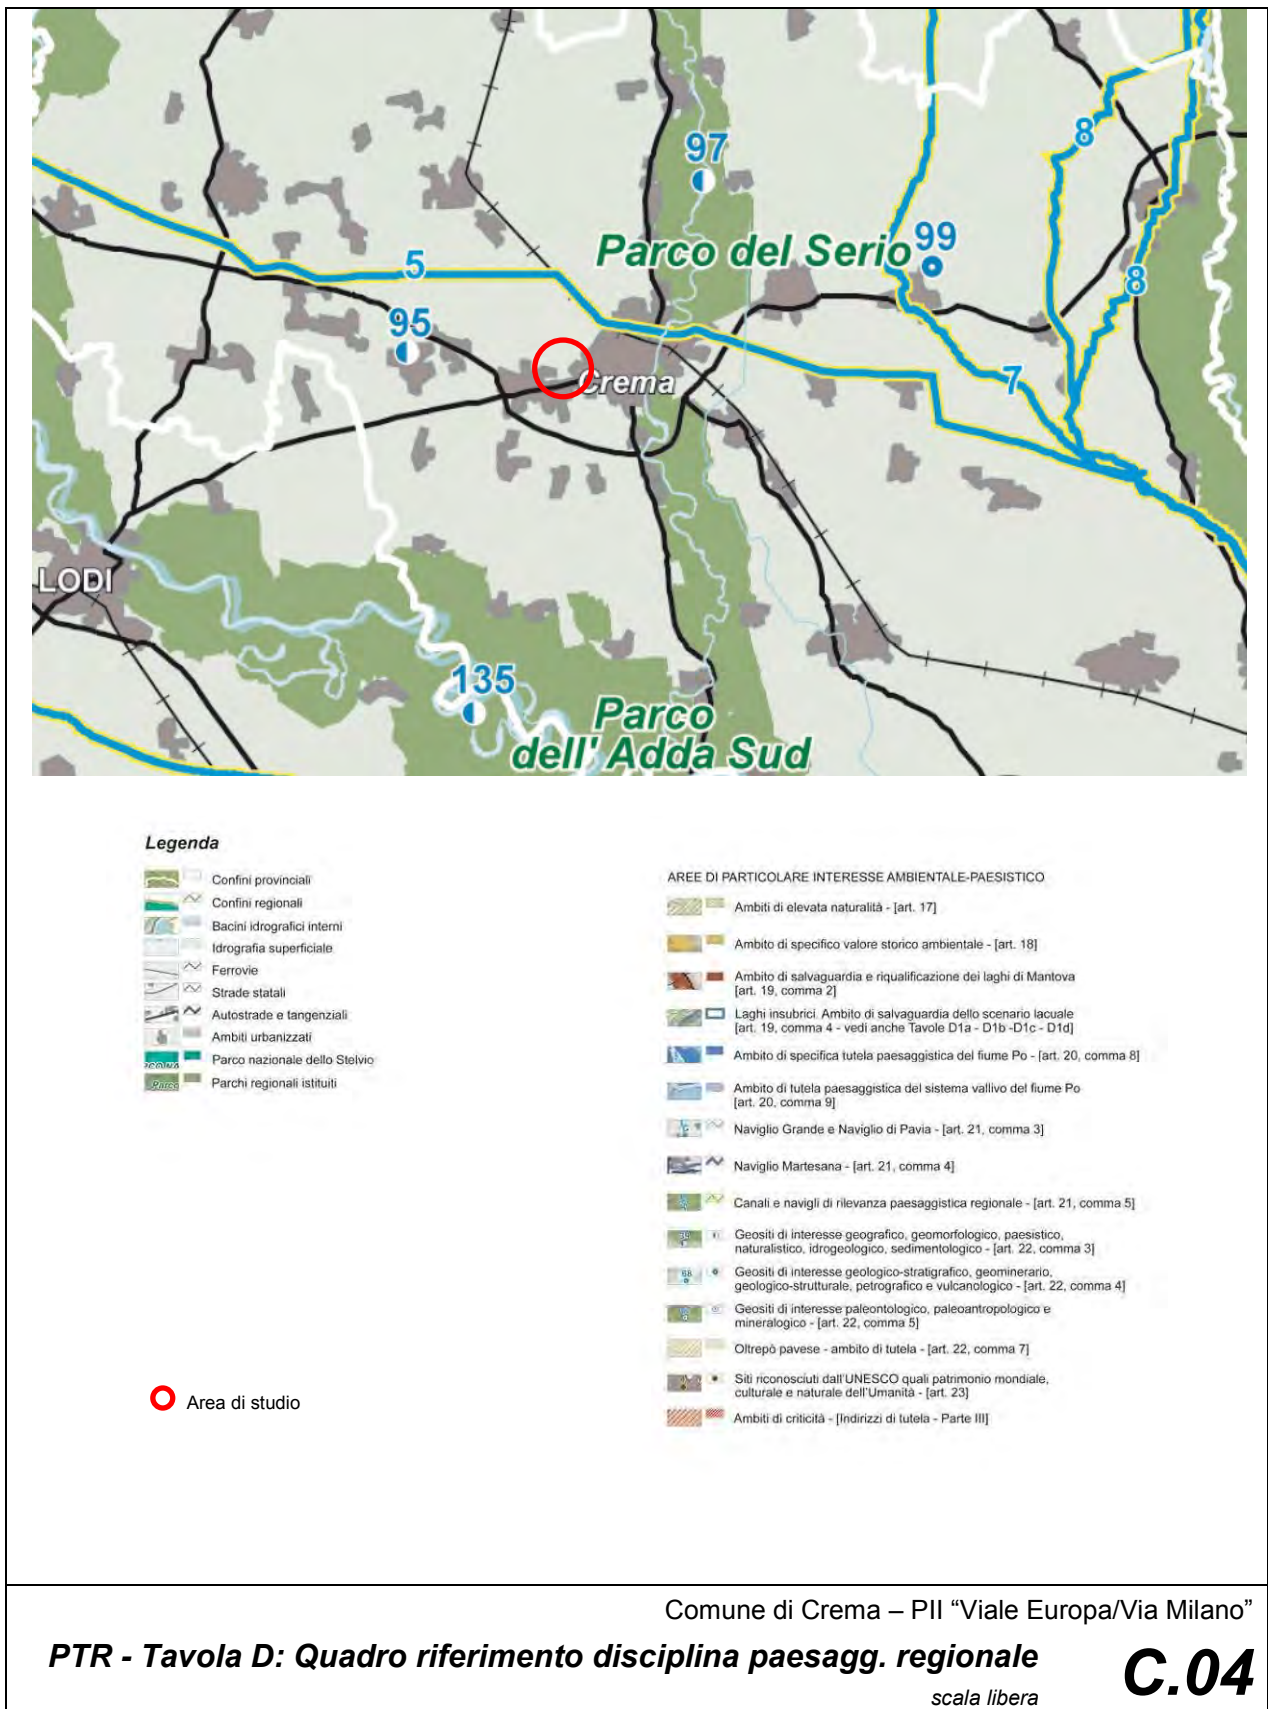 97
8
Parco del Serio
99
5
8
95
Crema
7
LODI
135
Parco
dell' Adda Sud
Legenda
Confini provinciali
Confini regionali
Bacini idrografici interni
Idrografia superficiale
Ferrovie
Strade statali
Autostrade e tangenziali
Ambiti urbanizzati
Parco nazionale dello Stelvio
Parchi regionali istituiti
Area di studio
AREE DI PARTICOLARE INTERESSE AMBIENTALE-PAESISTICO
Ambiti di elevata naturalità - [art. 17]
Ambito di specifico valore storico ambientale - [art. 18]
Ambito di salvaguardia e riqualificazione dei laghi di Mantova
[art. 19, comma 2]
Laghi insubrici. Ambito di salvaguardia dello scenario lacuale
[art. 19, comma 4 - vedi anche Tavole D1a - D1b -D1c - D1d]
Ambito di specifica tutela paesaggistica del fiume Po - [art. 20, comma 8]
Ambito di tutela paesaggistica del sistema vallivo del fiume Po
[art. 20, comma 9]
Naviglio Grande e Naviglio di Pavia - [art. 21, comma 3]
Naviglio Martesana - [art. 21, comma 4]
Canali e navigli di rilevanza paesaggistica regionale - [art. 21, comma 5]
Geositi di interesse geografico, geomorfologico, paesistico,
naturalistico, idrogeologico, sedimentologico - [art. 22, comma 3]
Geositi di interesse geologico-stratigrafico, geominerario,
geologico-strutturale, petrografico e vulcanologico - [art. 22, comma 4]
Geositi di interesse paleontologico, paleoantropologico e
mineralogico - [art. 22, comma 5]
Oltrepò pavese - ambito di tutela - [art. 22, comma 7]
Siti riconosciuti dall'UNESCO quali patrimonio mondiale,
culturale e naturale dell'Umanità - [art. 23]
Ambiti di criticità - [Indirizzi di tutela - Parte III]
Comune di Crema – PII “Viale Europa/Via Milano”
PTR - Tavola D: Quadro riferimento disciplina paesagg. regionale
scala libera
C.04